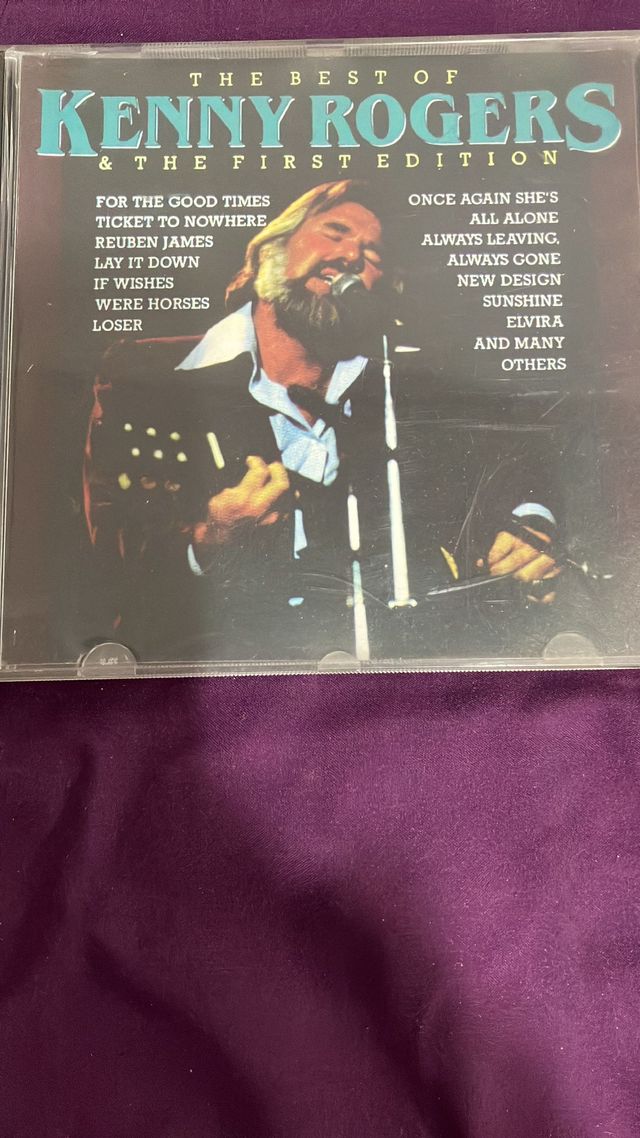 THE BEST OF
KENNY ROGERS
& THE FIRST EDITION
FOR THE GOOD TIMES
TICKET TO NOWHERE
REUBEN JAMES
LAY IT DOWN
IF WISHES
WERE HORSES
LOSER
ONCE AGAIN SHE'S
ALL ALONE
ALWAYS LEAVING,
ALWAYS GONE
NEW DESIGN
SUNSHINE
ELVIRA
AND MANY
OTHERS